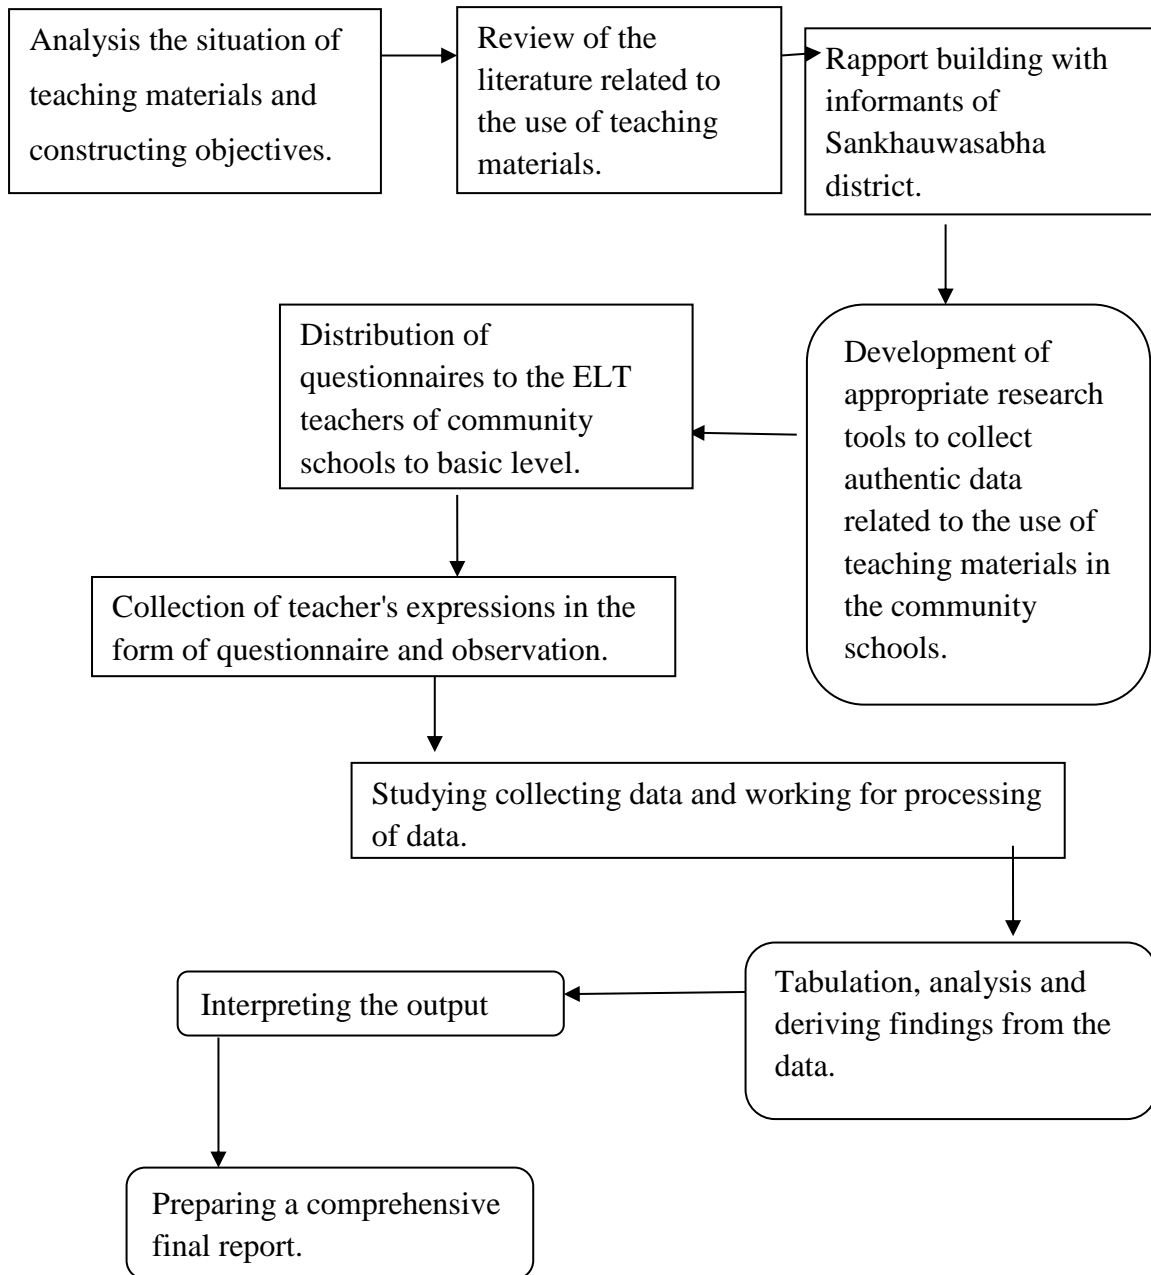 Analysis the situation of
teaching materials and
constructing objectives.
Review of the
literature related to
the use of teaching
materials.
Rapport building with
informants of
Sankhauwasabha
district.
Development of
appropriate research
tools to collect
authentic data
related to the use of
teaching materials in
the community
schools.
Distribution of
questionnaires to the ELT
teachers of community
schools to basic level.
Collection of teacher's expressions in the
form of questionnaire and observation.
Studying collecting data and working for processing
of data.
Tabulation, analysis and
deriving findings from the
data.
Interpreting the output
Preparing a comprehensive
final report.